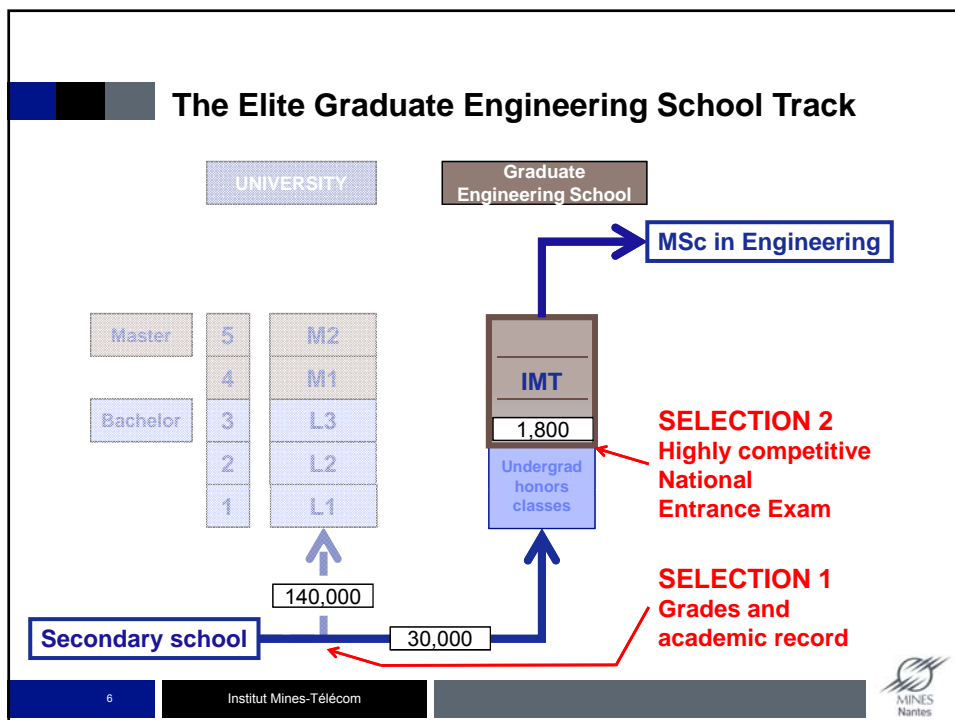 The Elite Graduate Engineering School Track
UNIVERSITY
Graduate
Engineering School
MSc in Engineering
Master
5
M2
4
M1
Bachelor
3
L3
2
L2
1
L1
IMT
1,800
Undergrad
honors
classes
SELECTION 2
Highly competitive
National
Entrance Exam
140,000
SELECTION 1
Grades and
academic record
Secondary school
30,000
6
Institut Mines-Télécom
MINES
Nantes